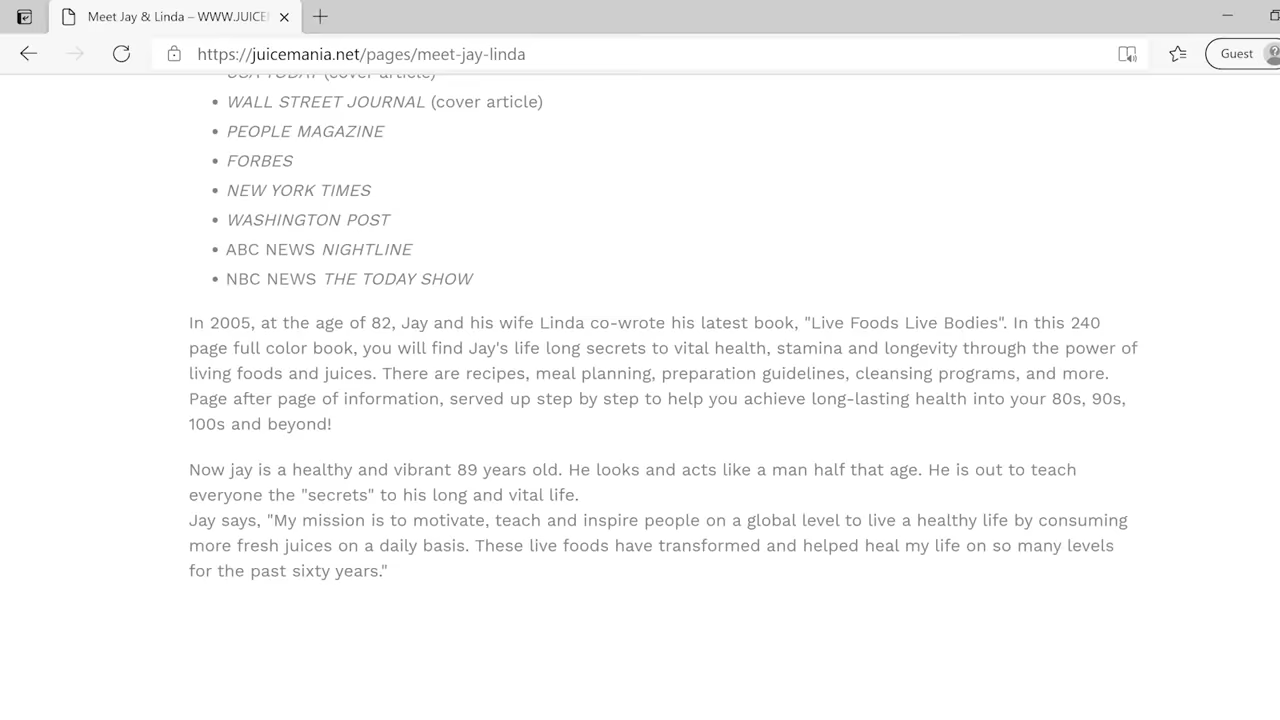 Meet Jay & Linda – WWW.JUICE
https://juicemania.net/pages/meet-jay-linda
Guest
USA TODAY (cover article)
• WALL STREET JOURNAL (cover article)
• PEOPLE MAGAZINE
• FORBES
• NEW YORK TIMES
• WASHINGTON POST
• ABC NEWS NIGHTLINE
• NBC NEWS THE TODAY SHOW
In 2005, at the age of 82, Jay and his wife Linda co-wrote his latest book, "Live Foods Live Bodies". In this 240
page full color book, you will find Jay's life long secrets to vital health, stamina and longevity through the power of
living foods and juices. There are recipes, meal planning, preparation guidelines, cleansing programs, and more.
Page after page of information, served up step by step to help you achieve long-lasting health into your 80s, 90s,
100s and beyond!
Now jay is a healthy and vibrant 89 years old. He looks and acts like a man half that age. He is out to teach
everyone the "secrets" to his long and vital life.
Jay says, "My mission is to motivate, teach and inspire people on a global level to live a healthy life by consuming
more fresh juices on a daily basis. These live foods have transformed and helped heal my life on so many levels
for the past sixty years."